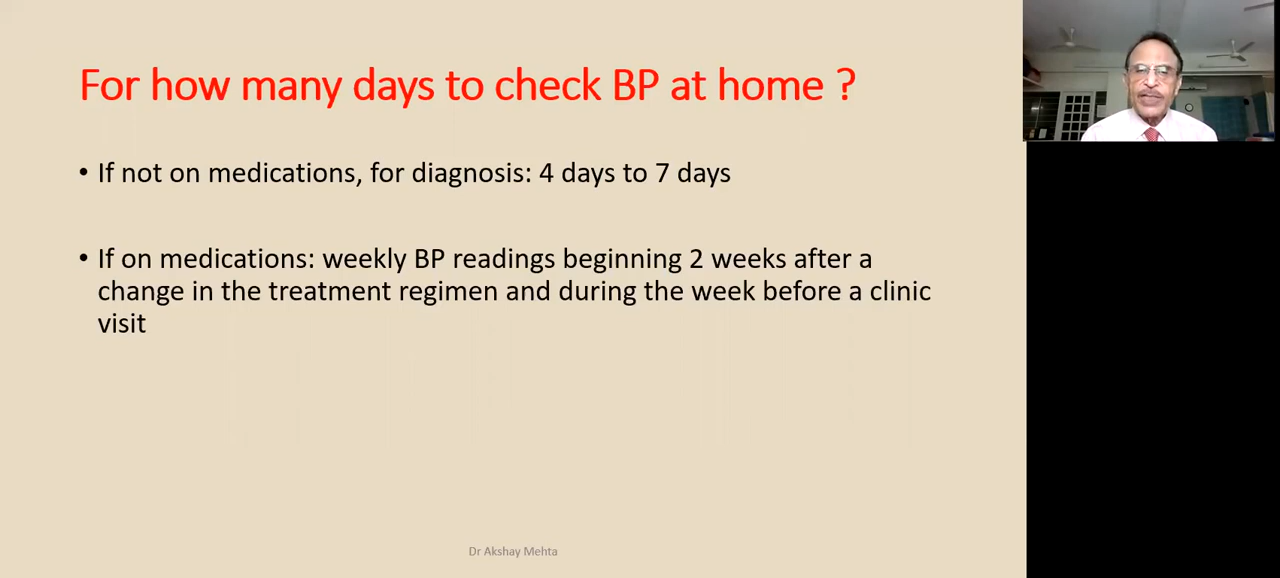 For how many days to check BP at home ?
• If not on medications, for diagnosis: 4 days to 7 days
• If on medications: weekly BP readings beginning 2 weeks after a
change in the treatment regimen and during the week before a clinic
visit
Dr Akshay Mehta